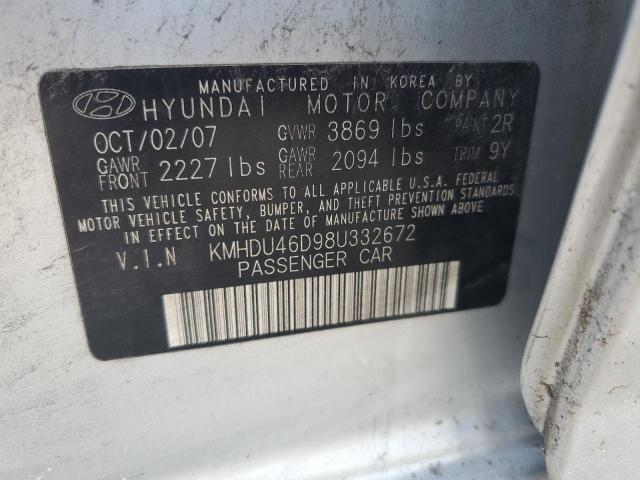 MANUFACTURED IN KOREA BY
HYUNDAI MOTOR COMPANY
OCT/02/07 GVWR 3869 lbs PAINT 2R
GAWR FRONT 2227 lbs GAWR REAR 2094 lbs TRIM 9Y
THIS VEHICLE CONFORMS TO ALL APPLICABLE U.S.A. FEDERAL
MOTOR VEHICLE SAFETY, BUMPER, AND THEFT PREVENTION STANDARDS
IN EFFECT ON THE DATE OF MANUFACTURE SHOWN ABOVE.
V.I.N KMHDU46D98U332672
PASSENGER CAR